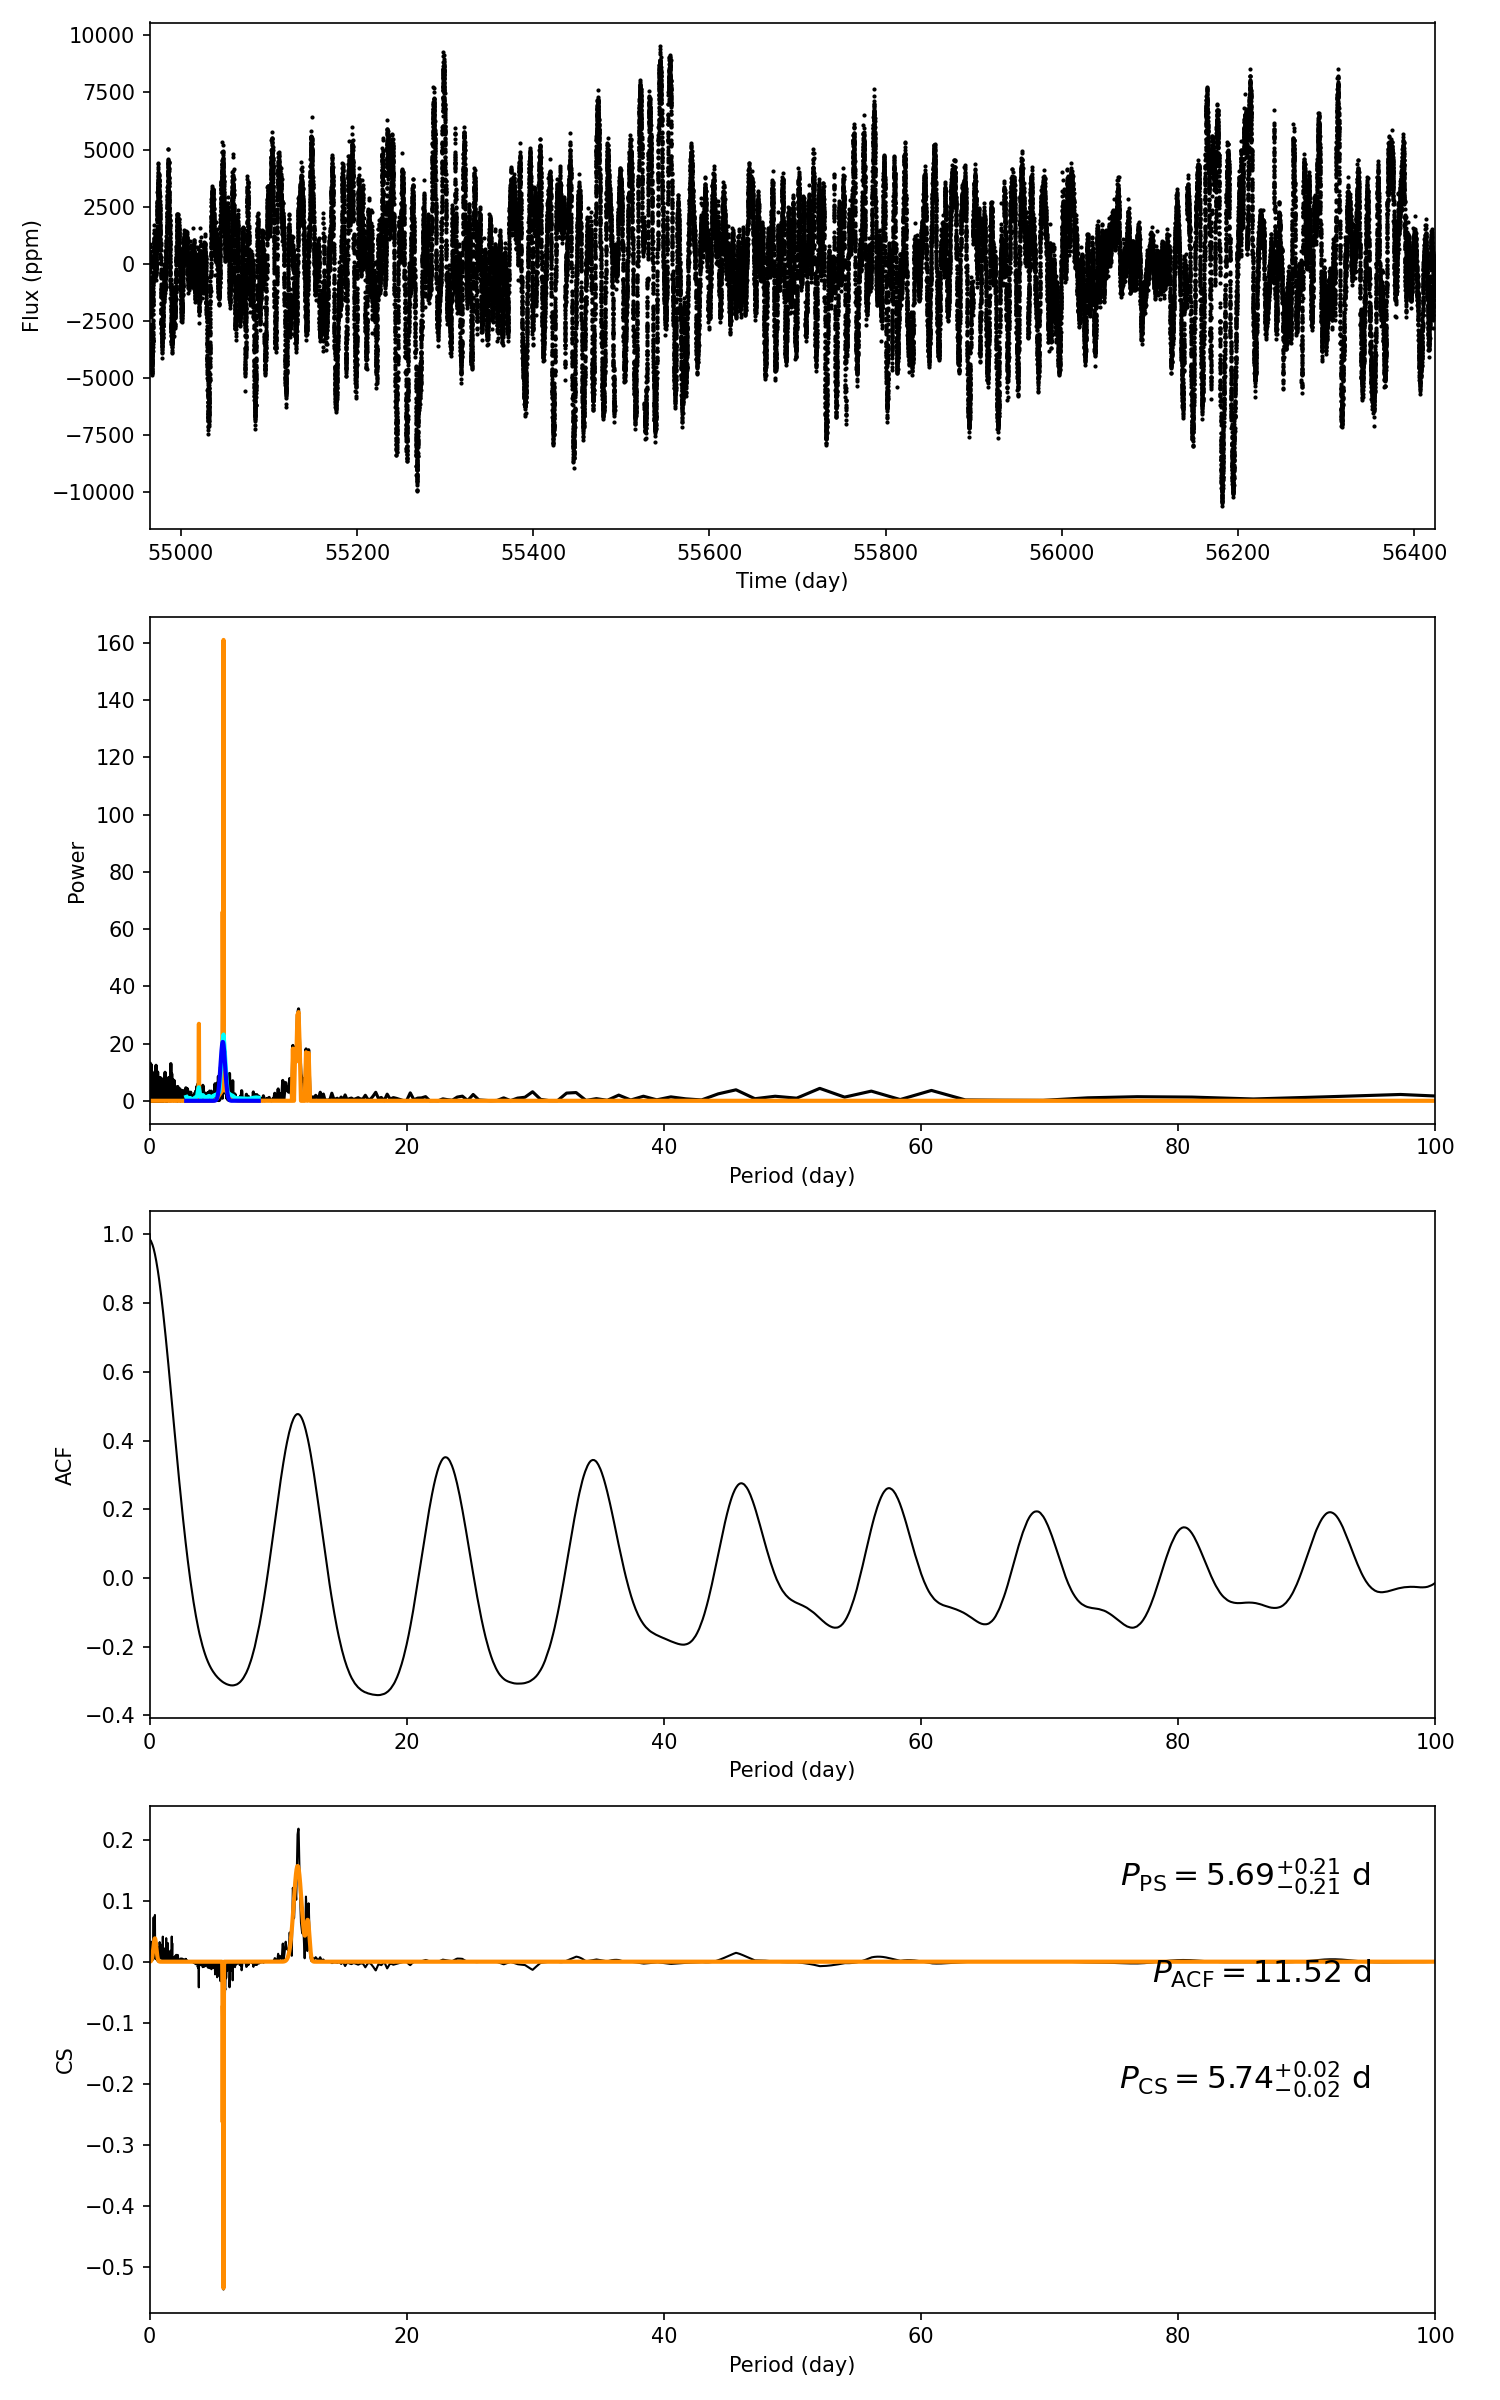 10000
7500
5000
2500
0
−2500
−5000
−7500
−10000
Flux (ppm)
55000 55200 55400 55600 55800 56000 56200 56400
Time (day)
160
140
120
100
80
60
40
20
0
Power
0 20 40 60 80 100
Period (day)
1.0
0.8
0.6
0.4
0.2
0.0
−0.2
−0.4
ACF
0 20 40 60 80 100
Period (day)
0.2
0.1
0.0
−0.1
−0.2
−0.3
−0.4
−0.5
CS
P_PS = 5.69 +0.21 −0.21 d
P_ACF = 11.52 d
P_CS = 5.74 +0.02 −0.02 d
0 20 40 60 80 100
Period (day)